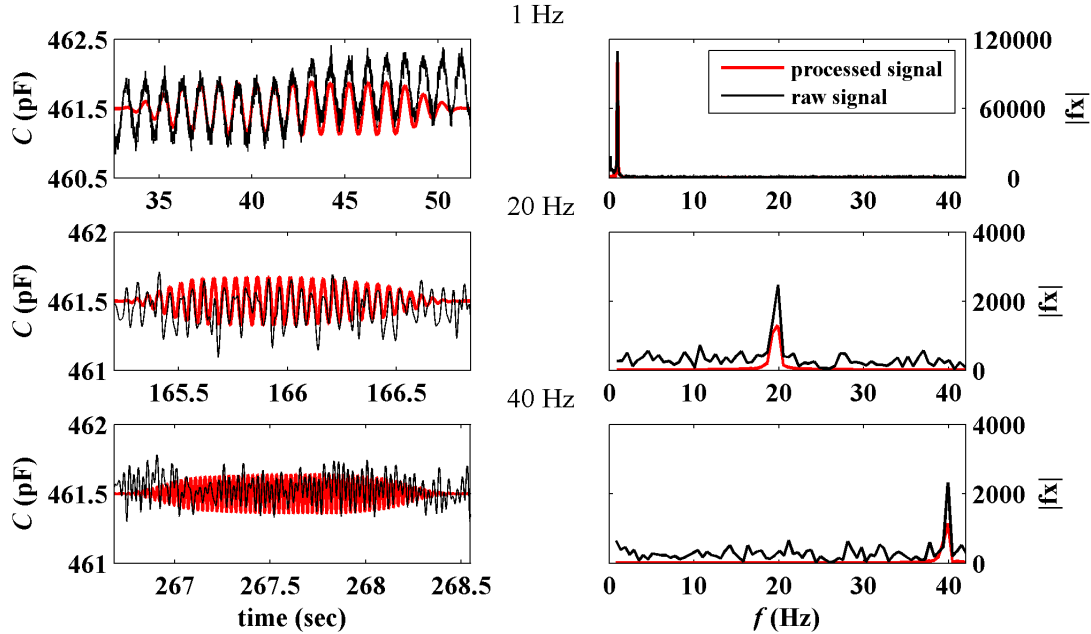 1 Hz
462.5
461.5
460.5
C (pF)
35 40 45 50
120000
60000
0
|fx|
processed signal
raw signal
0 10 20 30 40
20 Hz
462
461.5
461
C (pF)
165.5 166 166.5
4000
2000
0
|fx|
0 10 20 30 40
40 Hz
462
461.5
461
C (pF)
267 267.5 268 268.5
time (sec)
4000
2000
0
|fx|
0 10 20 30 40
f (Hz)